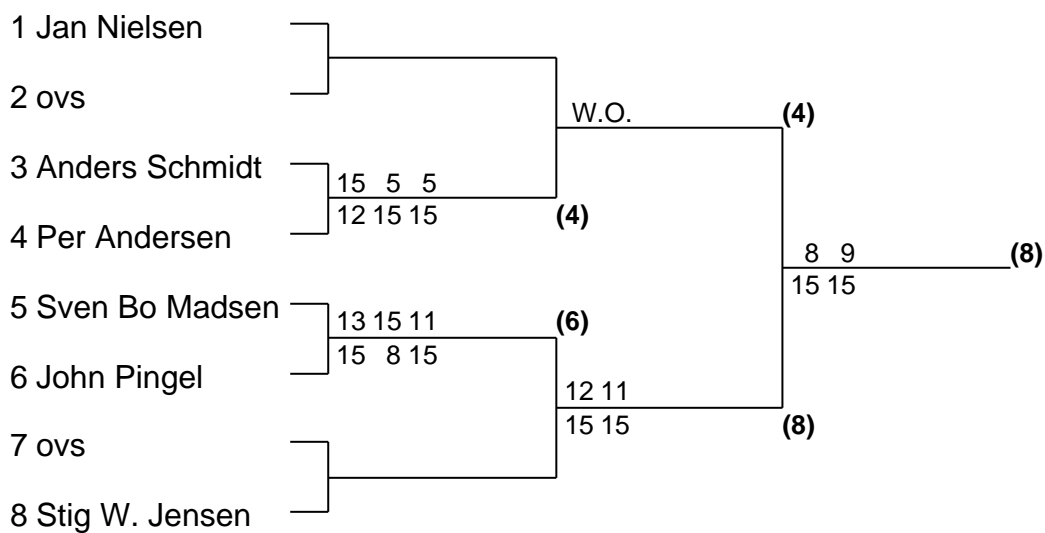 1 Jan Nielsen
2 ovs
W.O. (4)
3 Anders Schmidt
15 5 5
12 15 15 (4)
4 Per Andersen
8 9 (8)
15 15
5 Sven Bo Madsen
13 15 11 (6)
15 8 15
6 John Pingel
12 11
15 15 (8)
7 ovs
8 Stig W. Jensen